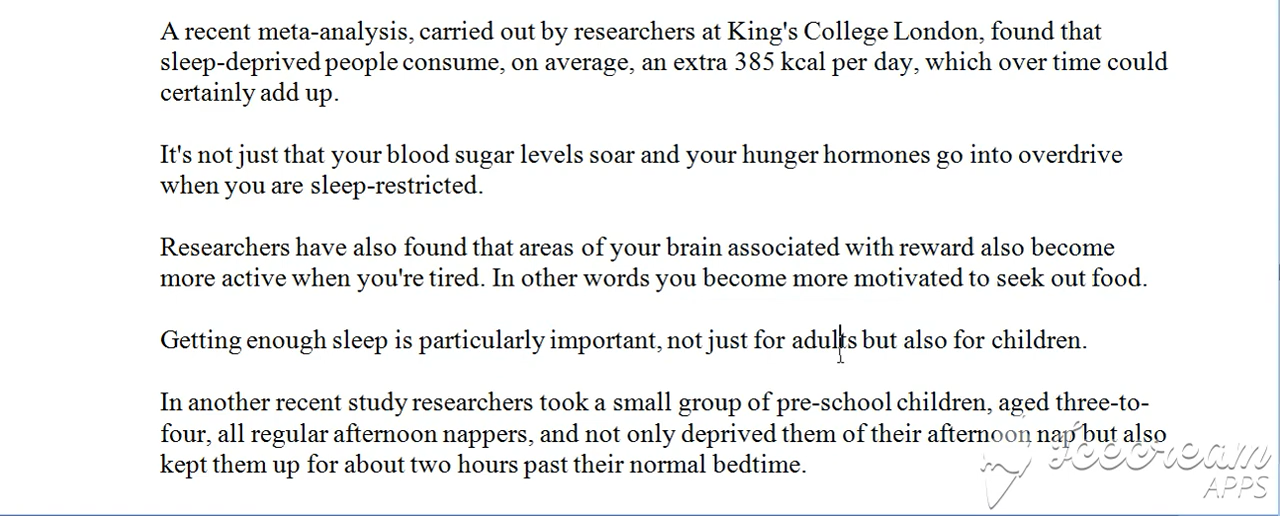 A recent meta-analysis, carried out by researchers at King's College London, found that
sleep-deprived people consume, on average, an extra 385 kcal per day, which over time could
certainly add up.
It's not just that your blood sugar levels soar and your hunger hormones go into overdrive
when you are sleep-restricted.
Researchers have also found that areas of your brain associated with reward also become
more active when you're tired. In other words you become more motivated to seek out food.
Getting enough sleep is particularly important, not just for adults but also for children.
In another recent study researchers took a small group of pre-school children, aged three-to-
four, all regular afternoon nappers, and not only deprived them of their afternoon nap but also
kept them up for about two hours past their normal bedtime.
Icecream
APPS